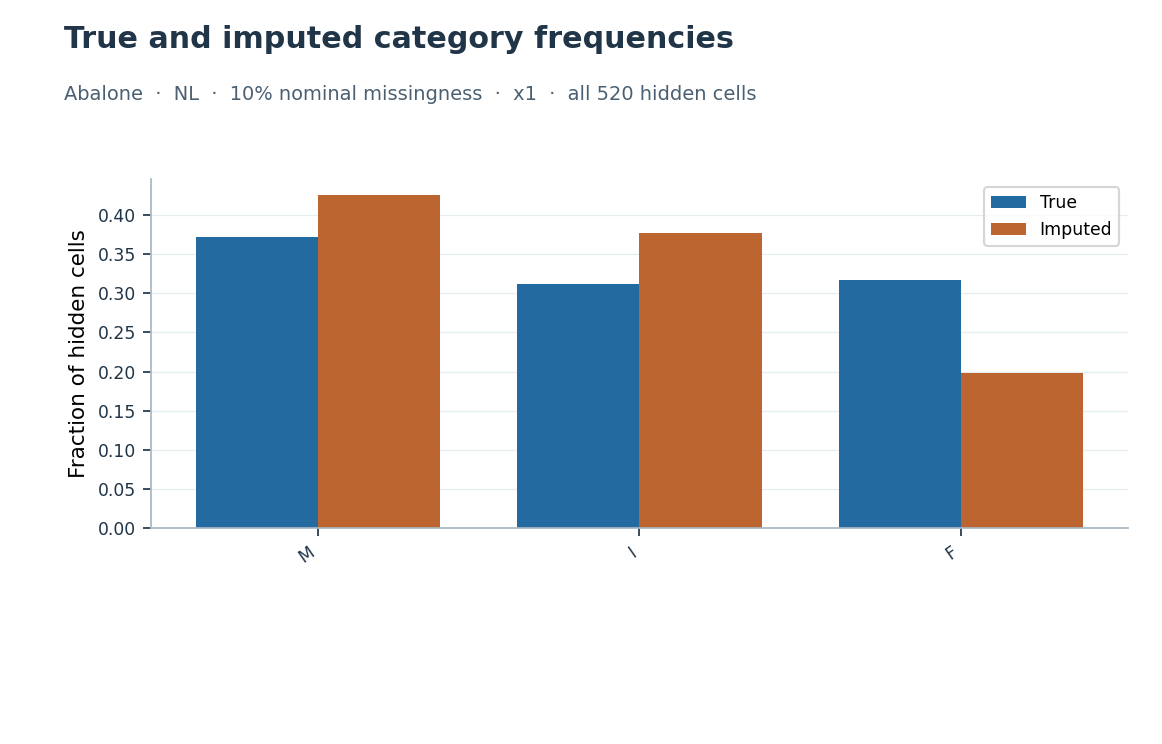 True and imputed category frequencies
Abalone · NL · 10% nominal missingness · x1 · all 520 hidden cells
Fraction of hidden cells
0.40
0.35
0.30
0.25
0.20
0.15
0.10
0.05
0.00
True
Imputed
M
I
F